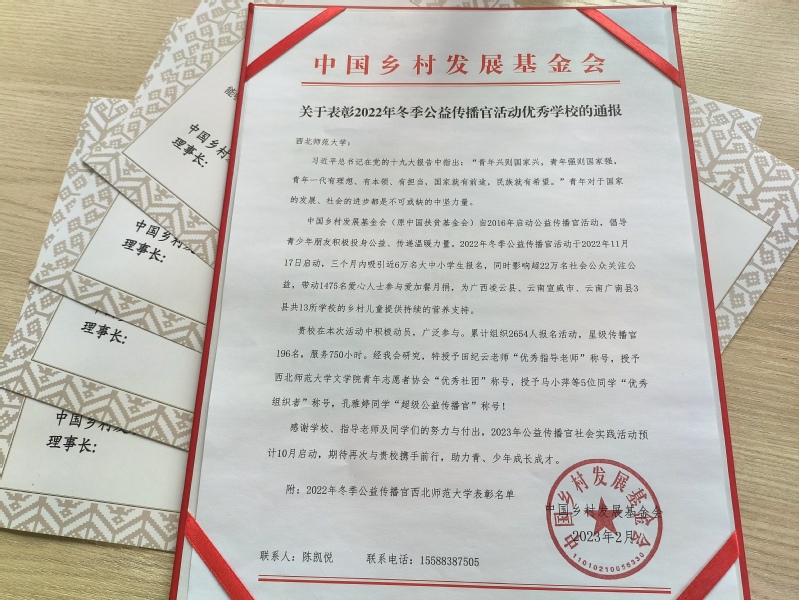 中国乡村发展基金会
关于表彰2022年冬季公益传播官活动优秀学校的通报
西北师范大学：
习近平总书记在党的十九大报告中指出：“青年兴则国家兴，青年强则国家强，
青年一代有理想、有本领、有担当，国家就有前途，民族就有希望。”青年对于国家
的发展、社会的进步都是不可或缺的中坚力量。
中国乡村发展基金会（原中国扶贫基金会）自2016年启动公益传播官活动，倡导
青少年朋友积极投身公益、传递温暖力量。2022年冬季公益传播官活动于2022年11月
17日启动，三个月内吸引近6万名大中小学生报名，同时影响超22万名社会公众关注公
益，带动1475名爱心人士参与爱加餐月捐，为广西凌云县、云南宣威市、云南广南县3
县共13所学校的乡村儿童提供持续的营养支持。
贵校在本次活动中积极动员，广泛参与。累计组织2654人报名活动，星级传播官
196名，服务750小时。经我会研究，特授予田纪云老师“优秀指导老师”称号，授予
西北师范大学文学院青年志愿者协会“优秀社团”称号，授予马小萍等5位同学“优秀
组织者”称号，孔雅婷同学“超级公益传播官”称号！
感谢学校、指导老师及同学们的努力与付出，2023年公益传播官社会实践活动预
计10月启动，期待再次与贵校携手前行，助力青、少年成长成才。
附：2022年冬季公益传播官西北师范大学表彰名单
中国乡村发展基金会
2023年2月
中国乡村发展基金会
联系人：陈凯悦 联系电话：15588387505
中国乡村
理事长：
中国乡村发
理事长：
理事长：
中国乡村发
理事长：